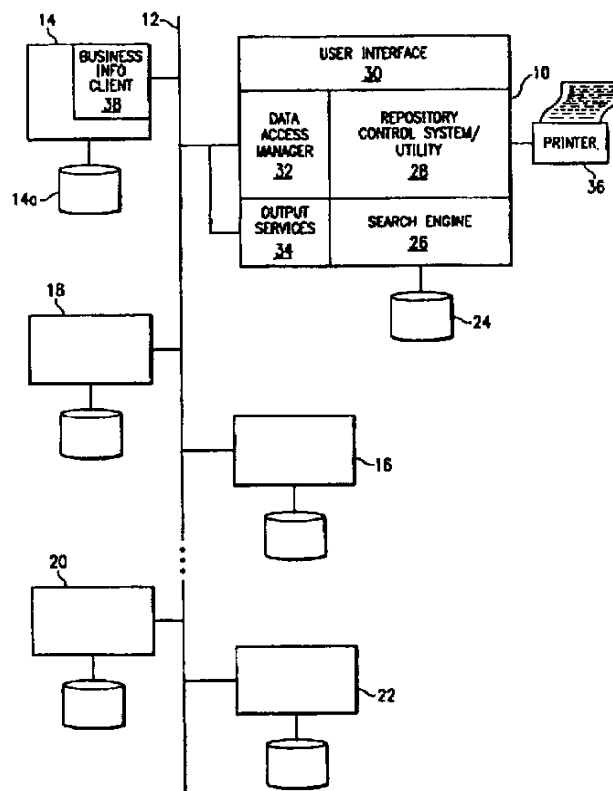 14
12
BUSINESS
INFO
CLIENT
38
14a
USER INTERFACE
30
10
DATA
ACCESS
MANAGER
32
REPOSITORY
CONTROL SYSTEM/
UTILITY
28
PRINTER
36
OUTPUT
SERVICES
34
SEARCH ENGINE
26
24
18
16
20
22